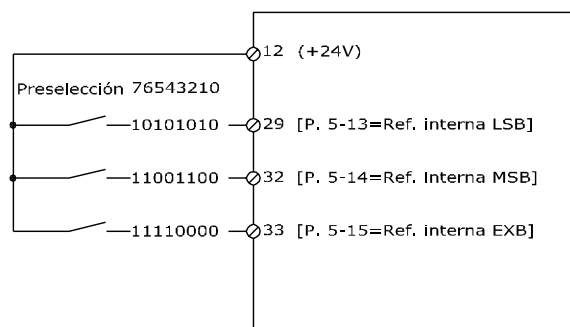 12 (+24V)
Preselección 76543210
10101010 29 [P. 5-13=Ref. interna LSB]
11001100 32 [P. 5-14=Ref. Interna MSB]
11110000 33 [P. 5-15=Ref. interna EXB]